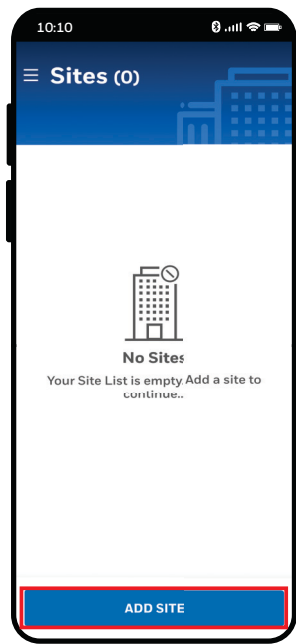 10:10
Sites (0)
No Sites
Your Site List is empty. Add a site to
continue..
ADD SITE